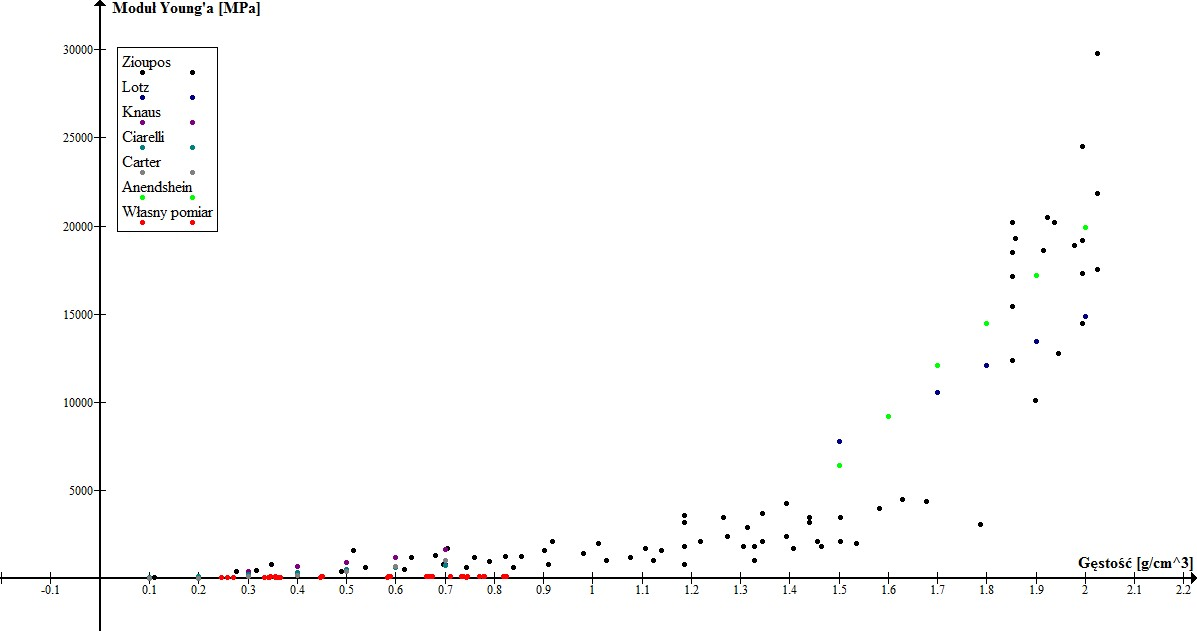 Moduł Young'a [MPa]
30000
Zioupos
Lotz
Knaus
25000
Ciarelli
Carter
Anendshein
Własny pomiar
20000
15000
10000
5000
Gęstość [g/cm^3]
-0.1 0.1 0.2 0.3 0.4 0.5 0.6 0.7 0.8 0.9 1 1.1 1.2 1.3 1.4 1.5 1.6 1.7 1.8 1.9 2 2.1 2.2